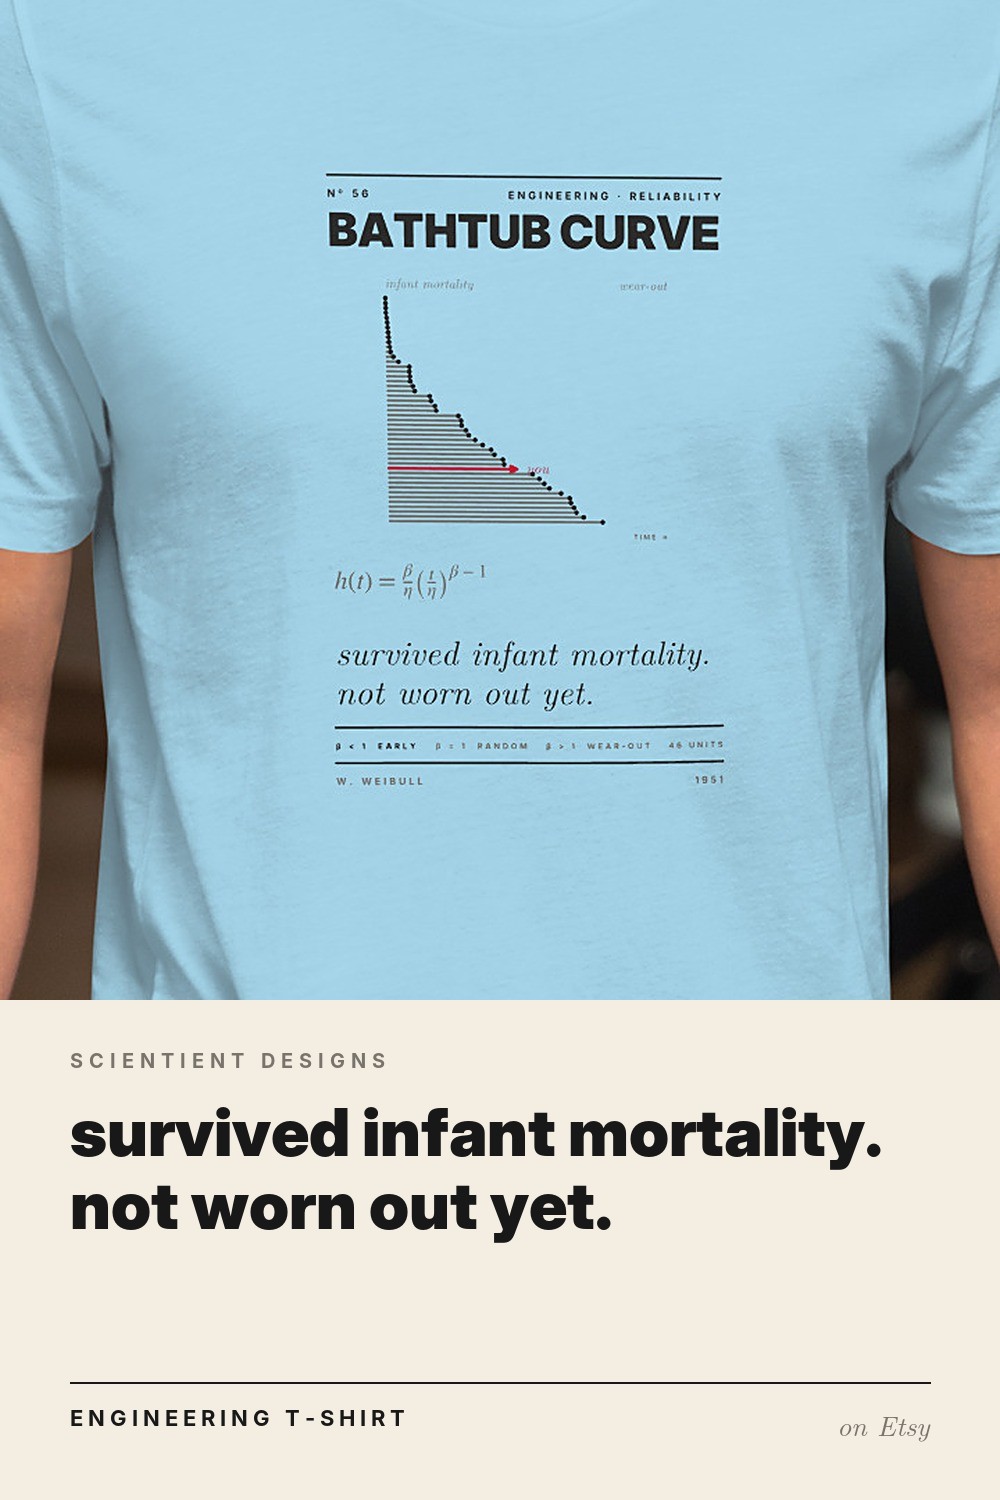 N° 56
ENGINEERING · RELIABILITY
BATHTUB CURVE
infant mortality
wear-out
you
TIME →
h(t) = β/η (t/η)^β − 1
survived infant mortality.
not worn out yet.
β < 1 EARLY β = 1 RANDOM β > 1 WEAR-OUT 46 UNITS
W. WEIBULL 1951
SCIENTIENT DESIGNS
survived infant mortality.
not worn out yet.
ENGINEERING T-SHIRT
on Etsy